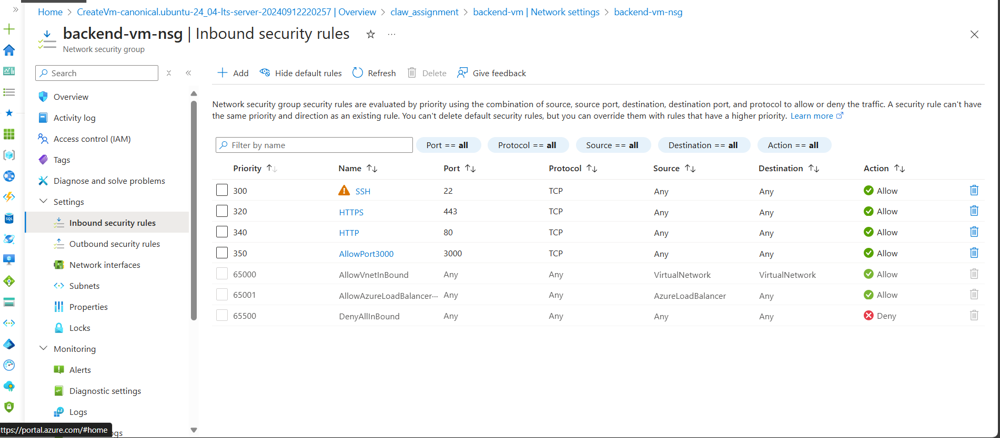 Home > CreateVm-canonical.ubuntu-24_04-lts-server-20240912220257 | Overview > claw_assignment > backend-vm | Network settings > backend-vm-nsg
backend-vm-nsg | Inbound security rules
Network security group
Search
Overview
Activity log
Access control (IAM)
Tags
Diagnose and solve problems
Settings
Inbound security rules
Outbound security rules
Network interfaces
Subnets
Properties
Locks
Monitoring
Alerts
Diagnostic settings
Logs
ttps://portal.azure.com/#home
Add Hide default rules Refresh Delete Give feedback
Network security group security rules are evaluated by priority using the combination of source, source port, destination, destination port, and protocol to allow or deny the traffic. A security rule can't have
the same priority and direction as an existing rule. You can't delete default security rules, but you can override them with rules that have a higher priority. Learn more
Filter by name Port == all Protocol == all Source == all Destination == all Action == all
Priority Name Port Protocol Source Destination Action
300 SSH 22 TCP Any Any Allow
320 HTTPS 443 TCP Any Any Allow
340 HTTP 80 TCP Any Any Allow
350 AllowPort3000 3000 TCP Any Any Allow
65000 AllowVnetInBound Any Any VirtualNetwork VirtualNetwork Allow
65001 AllowAzureLoadBalancer... Any Any AzureLoadBalancer Any Allow
65500 DenyAllInBound Any Any Any Any Deny